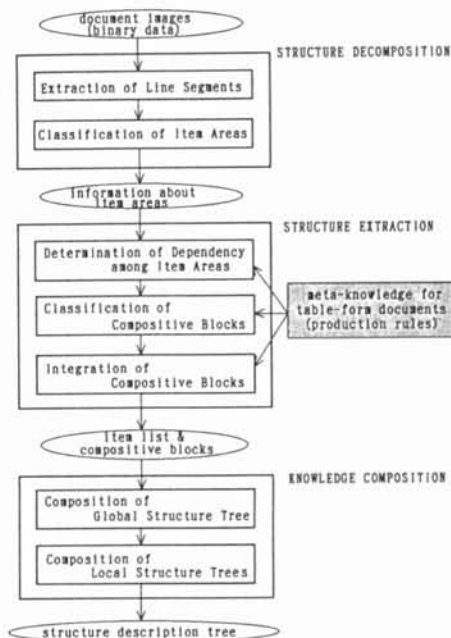 document images
(binary data)
STRUCTURE DECOMPOSITION
Extraction of Line Segments
Classification of Item Areas
Information about
Item areas
STRUCTURE EXTRACTION
Determination of Dependency
among Item Areas
meta-knowledge for
table-form documents
(production rules)
Classification of
Compositive Blocks
Integration of
Compositive Blocks
Item list &
compositive blocks
KNOWLEDGE COMPOSITION
Composition of
Global Structure Tree
Composition of
Local Structure Trees
structure description tree